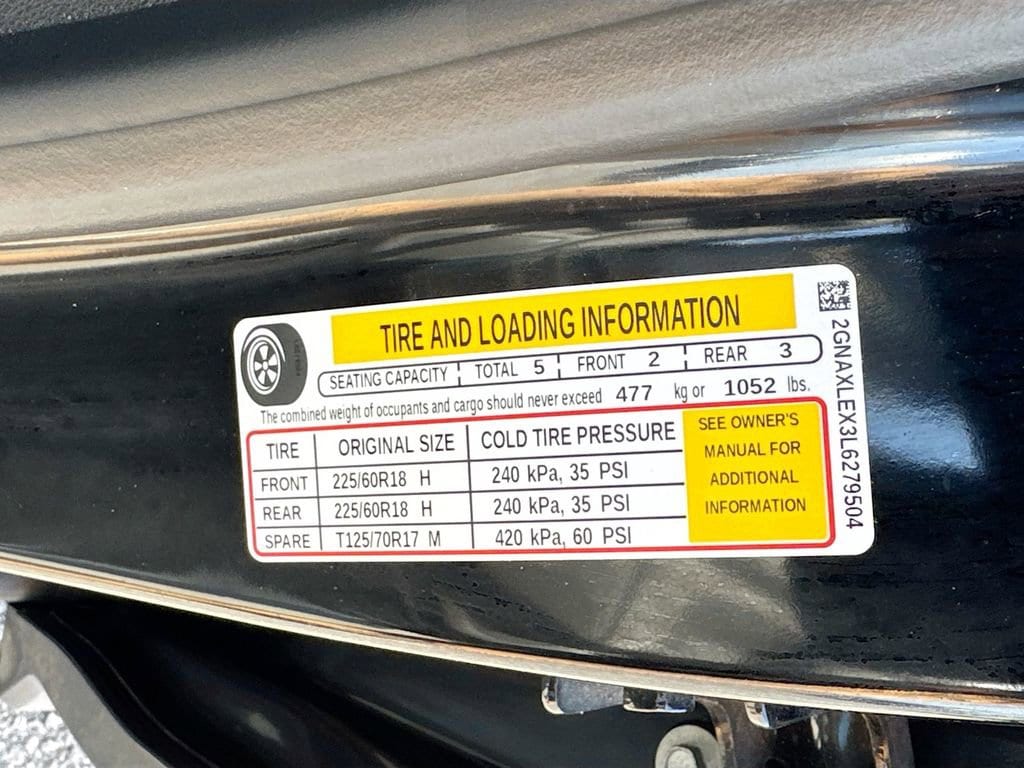 TIRE AND LOADING INFORMATION
SEATING CAPACITY TOTAL 5 FRONT 2 REAR 3
The combined weight of occupants and cargo should never exceed 477 kg or 1052 lbs.
TIRE ORIGINAL SIZE COLD TIRE PRESSURE
FRONT 225/60R18 H 240 kPa, 35 PSI
REAR 225/60R18 H 240 kPa, 35 PSI
SPARE T125/70R17 M 420 kPa, 60 PSI
SEE OWNER'S
MANUAL FOR
ADDITIONAL
INFORMATION
2GNAXLEX3L6279504